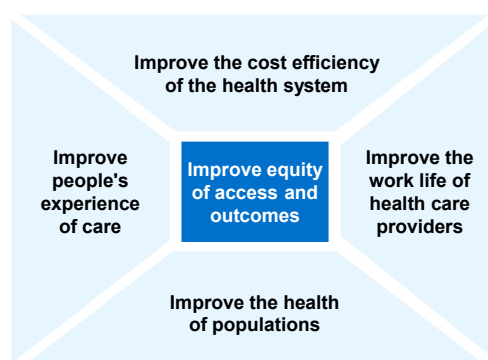 Improve the cost efficiency
of the health system
Improve
people's
experience
of care
Improve equity
of access and
outcomes
Improve the
work life of
health care
providers
Improve the health
of populations